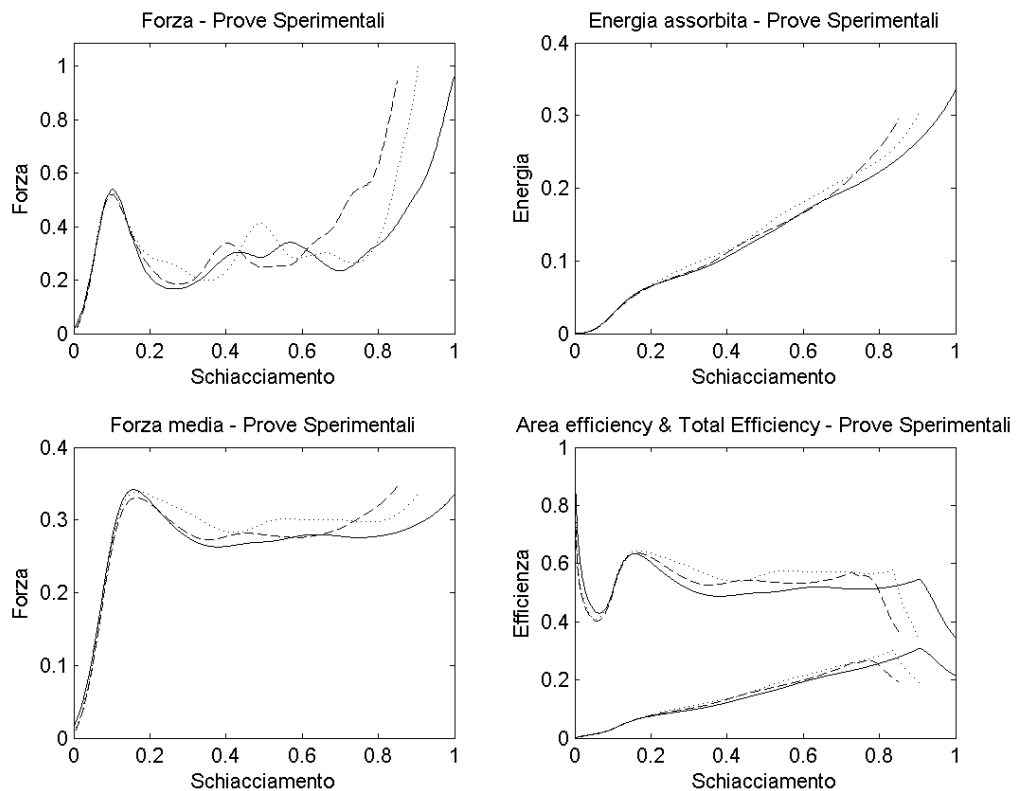 Forza - Prove Sperimentali
1
0.8
0.6
0.4
0.2
0
Forza
0 0.2 0.4 0.6 0.8 1
Schiacciamento
Energia assorbita - Prove Sperimentali
0.4
0.3
0.2
0.1
0
Energia
0 0.2 0.4 0.6 0.8 1
Schiacciamento
Forza media - Prove Sperimentali
0.4
0.3
0.2
0.1
0
Forza
0 0.2 0.4 0.6 0.8 1
Schiacciamento
Area efficiency & Total Efficiency - Prove Sperimentali
1
0.8
0.6
0.4
0.2
0
Efficienza
0 0.2 0.4 0.6 0.8 1
Schiacciamento